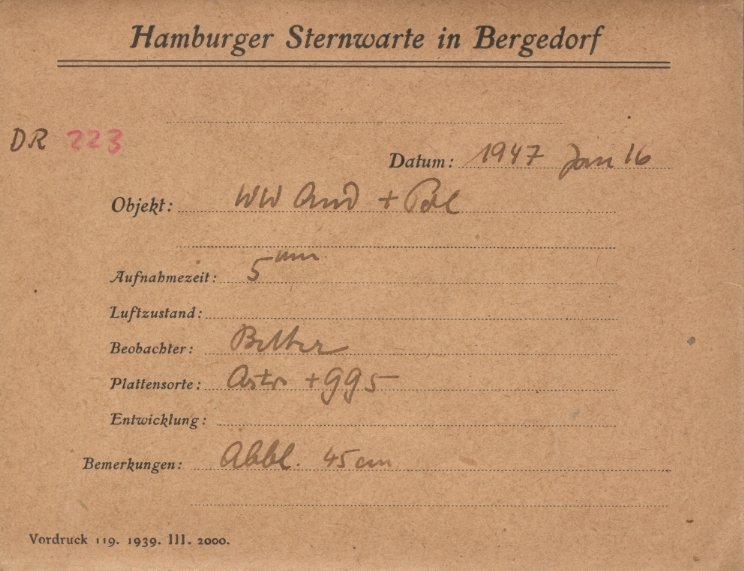 Hamburger Sternwarte in Bergedorf
DR 223
Datum: 1947 Jan 16
Objekt: WW And + Pol
Aufnahmezeit: 5 min
Luftzustand:
Beobachter:
Plattensorte: Astro + 995
Entwicklung:
Bemerkungen: Abbl. 45 cm
Vordruck 119. 1939. III. 2000.